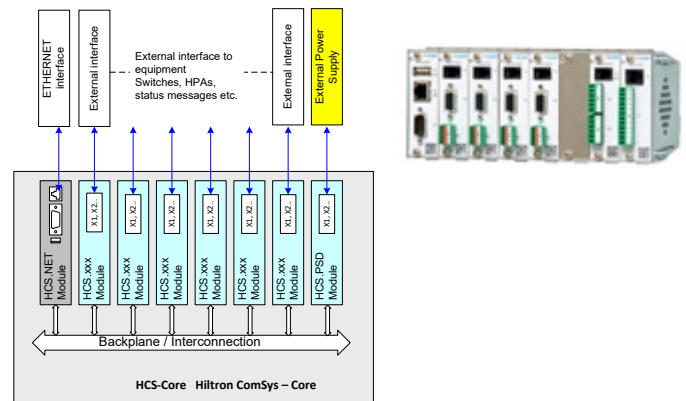 ETHERNET
interface
External interface
External interface to
equipment
Switches, HPAs,
status messages etc.
External interface
External Power
Supply
X1, X2..
X1, X2..
X1, X2..
X1, X2..
X1, X2..
X1, X2..
X1, X2..
HCS.NET
Module
HCS.xxx
Module
HCS.xxx
Module
HCS.xxx
Module
HCS.xxx
Module
HCS.xxx
Module
HCS.xxx
Module
HCS.PSD
Module
Backplane / Interconnection
HCS-Core Hiltron ComSys – Core